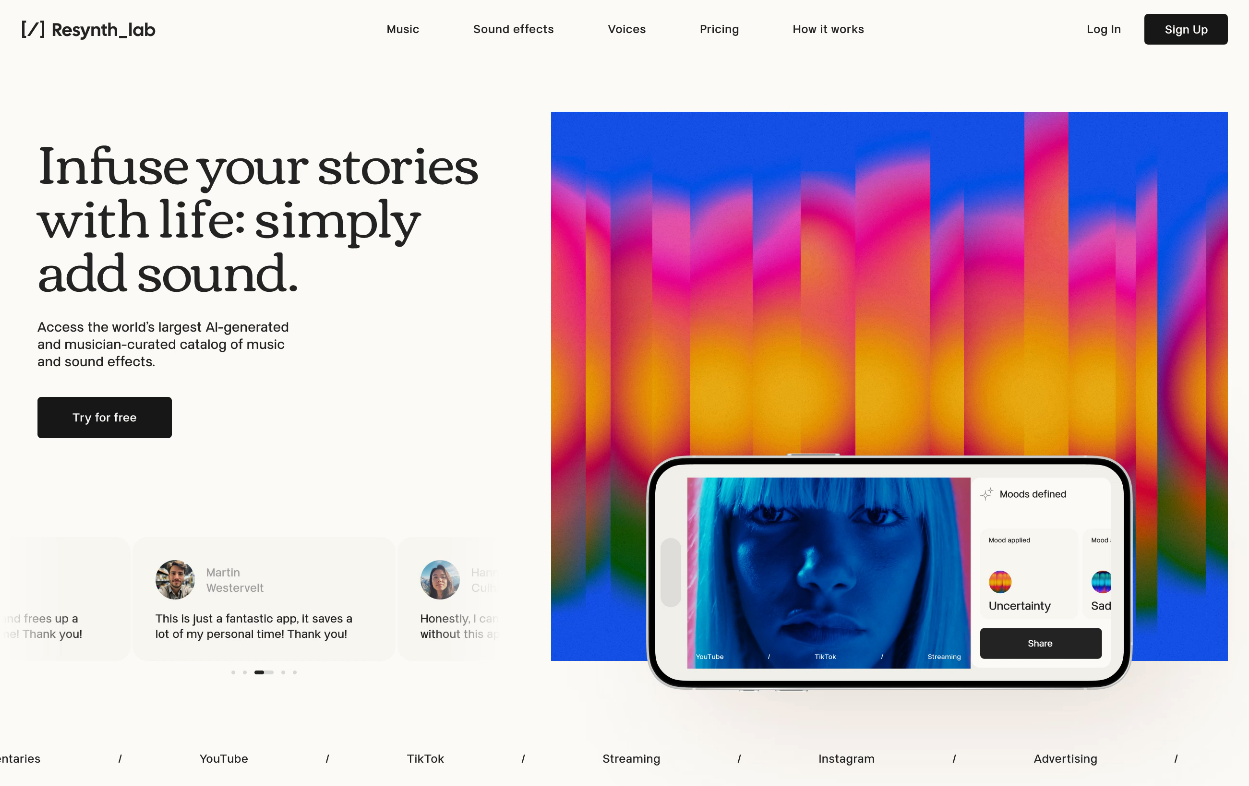 [/] Resynth_lab
Music
Sound effects
Voices
Pricing
How it works
Log In
Sign Up
Infuse your stories
with life: simply
add sound.
Access the world's largest AI-generated
and musician-curated catalog of music
and sound effects.
Try for free
frees up a
Thank you!
Martin
Westervelt
This is just a fantastic app, it saves a
lot of my personal time! Thank you!
Honestly, I can
without this
Moods defined
Mood applied
Uncertainty
Mood
Sad
Share
YouTube / TikTok / Streaming
/ YouTube / TikTok / Streaming / Instagram / Advertising /